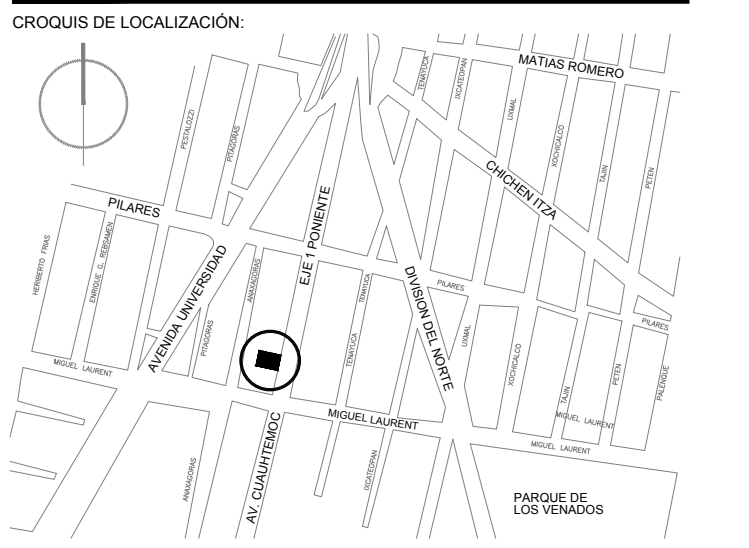 CROQUIS DE LOCALIZACIÓN:
MATIAS ROMERO
TENAYUCA
IXCATEOPAN
UXMAL
XOCHICALCO
TAJIN
PETEN
PESTALOZZI
PITAGORAS
CHICHEN ITZA
PILARES
HERIBERTO FRIAS
ENRIQUE G. REBSAMEN
AVENIDA UNIVERSIDAD
ANAXAGORAS
EJE 1 PONIENTE
TENAYUCA
DIVISION DEL NORTE
PILARES
PILARES
PITAGORAS
TENAYUCA
UXMAL
XOCHICALCO
TAJIN
PETEN
PALENQUE
MIGUEL LAURENT
MIGUEL LAURENT
MIGUEL LAURENT
MIGUEL LAURENT
ANAXAGORAS
AV. CUAUHTEMOC
IXCATEOPAN
PARQUE DE
LOS VENADOS